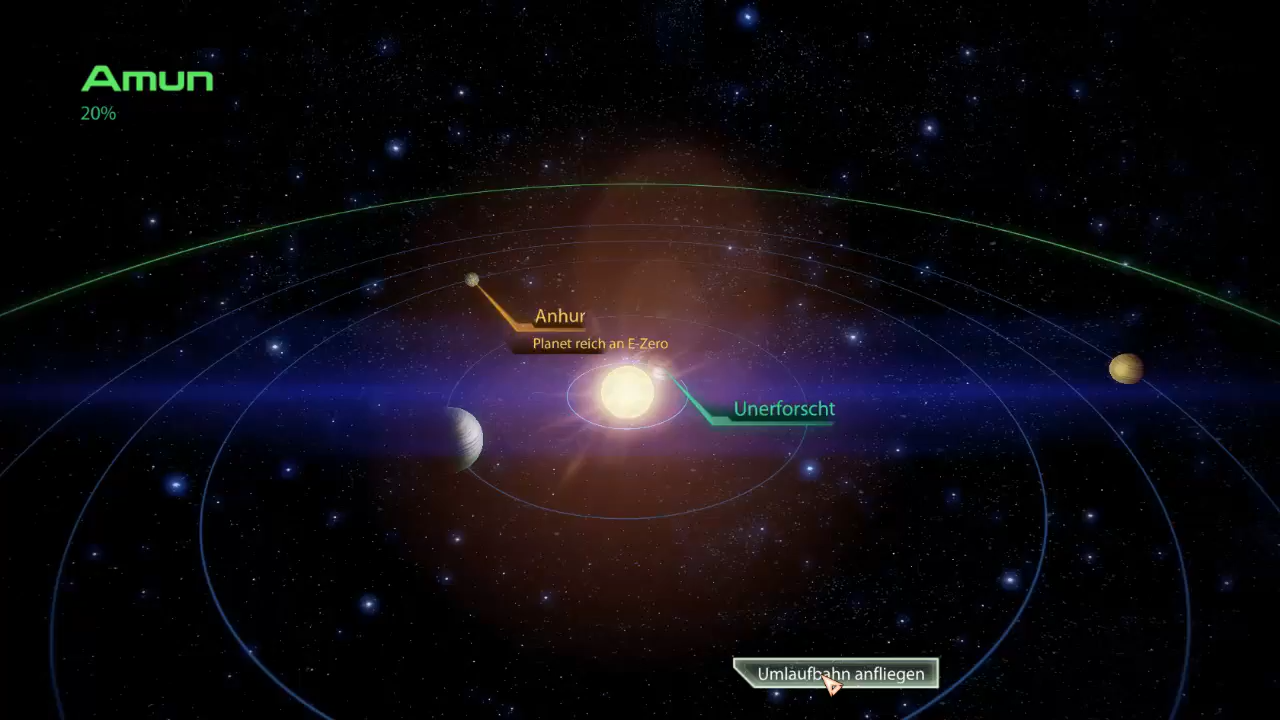 Amun
20%
Anhur
Planet reich an E-Zero
Unerforscht
Umlaufbahn anfliegen